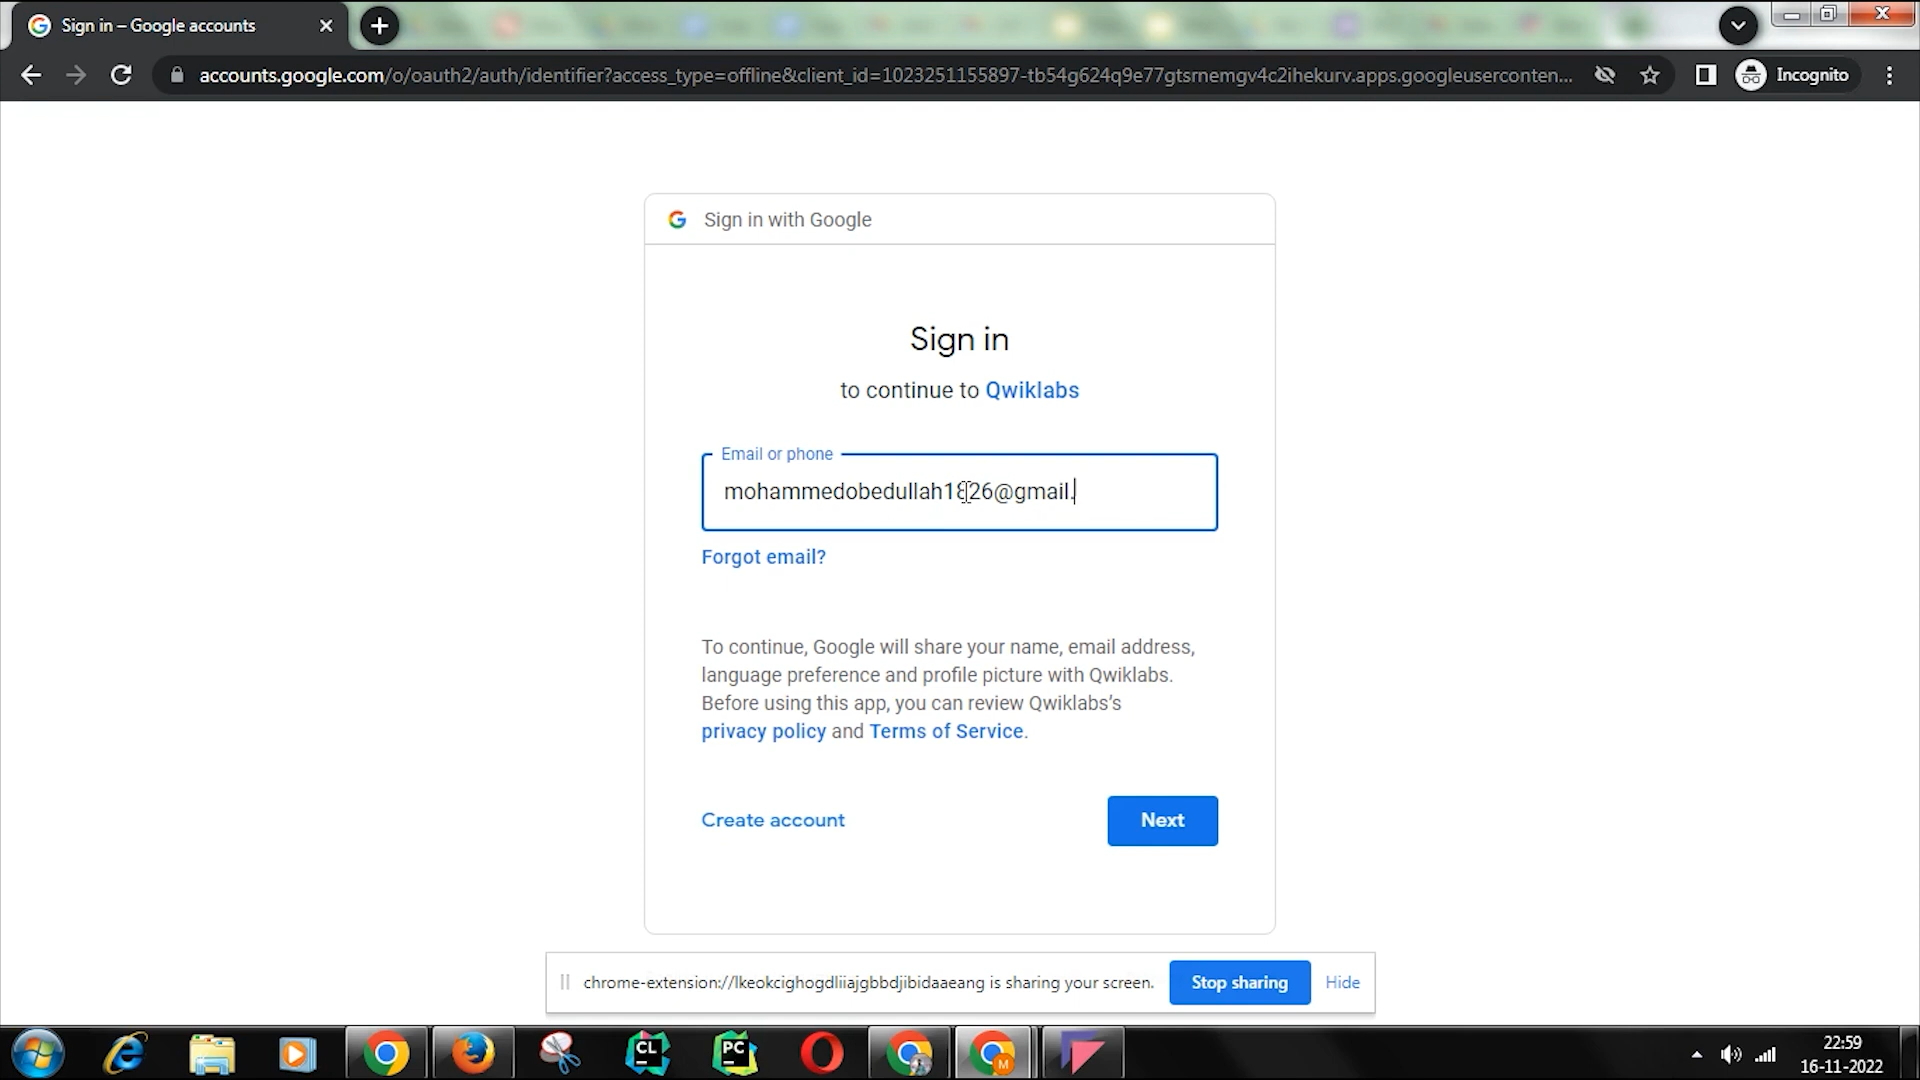 Sign in – Google accounts
accounts.google.com/o/oauth2/auth/identifier?access_type=offline&client_id=1023251155897-tb54g624q9e77gtsrnemgv4c2ihekurv.apps.googleuserconten...
Incognito
Sign in with Google
Sign in
to continue to Qwiklabs
Email or phone
mohammedobedullah1826@gmail.
Forgot email?
To continue, Google will share your name, email address,
language preference and profile picture with Qwiklabs.
Before using this app, you can review Qwiklabs's
privacy policy and Terms of Service.
Create account
Next
chrome-extension://lkeokcighogdliiajgbbdjibidaaeang is sharing your screen.
Stop sharing
Hide
CL
PC
M
22:59
16-11-2022